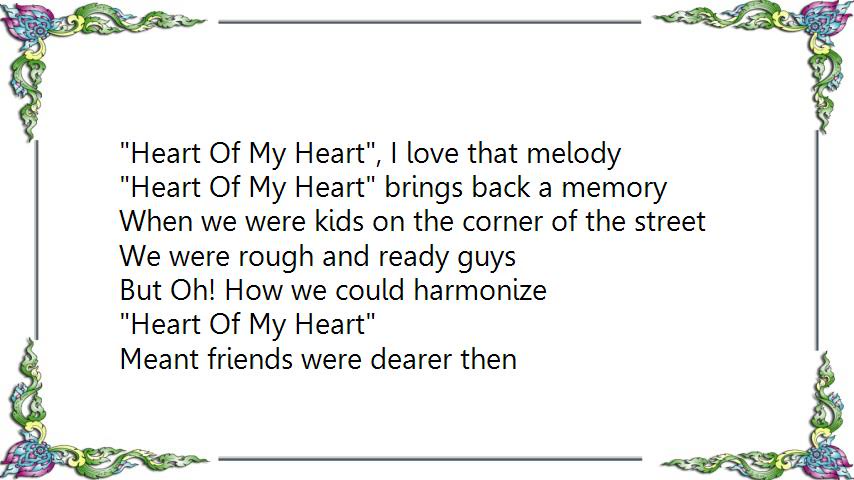 "Heart Of My Heart", I love that melody
"Heart Of My Heart" brings back a memory
When we were kids on the corner of the street
We were rough and ready guys
But Oh! How we could harmonize
"Heart Of My Heart"
Meant friends were dearer then